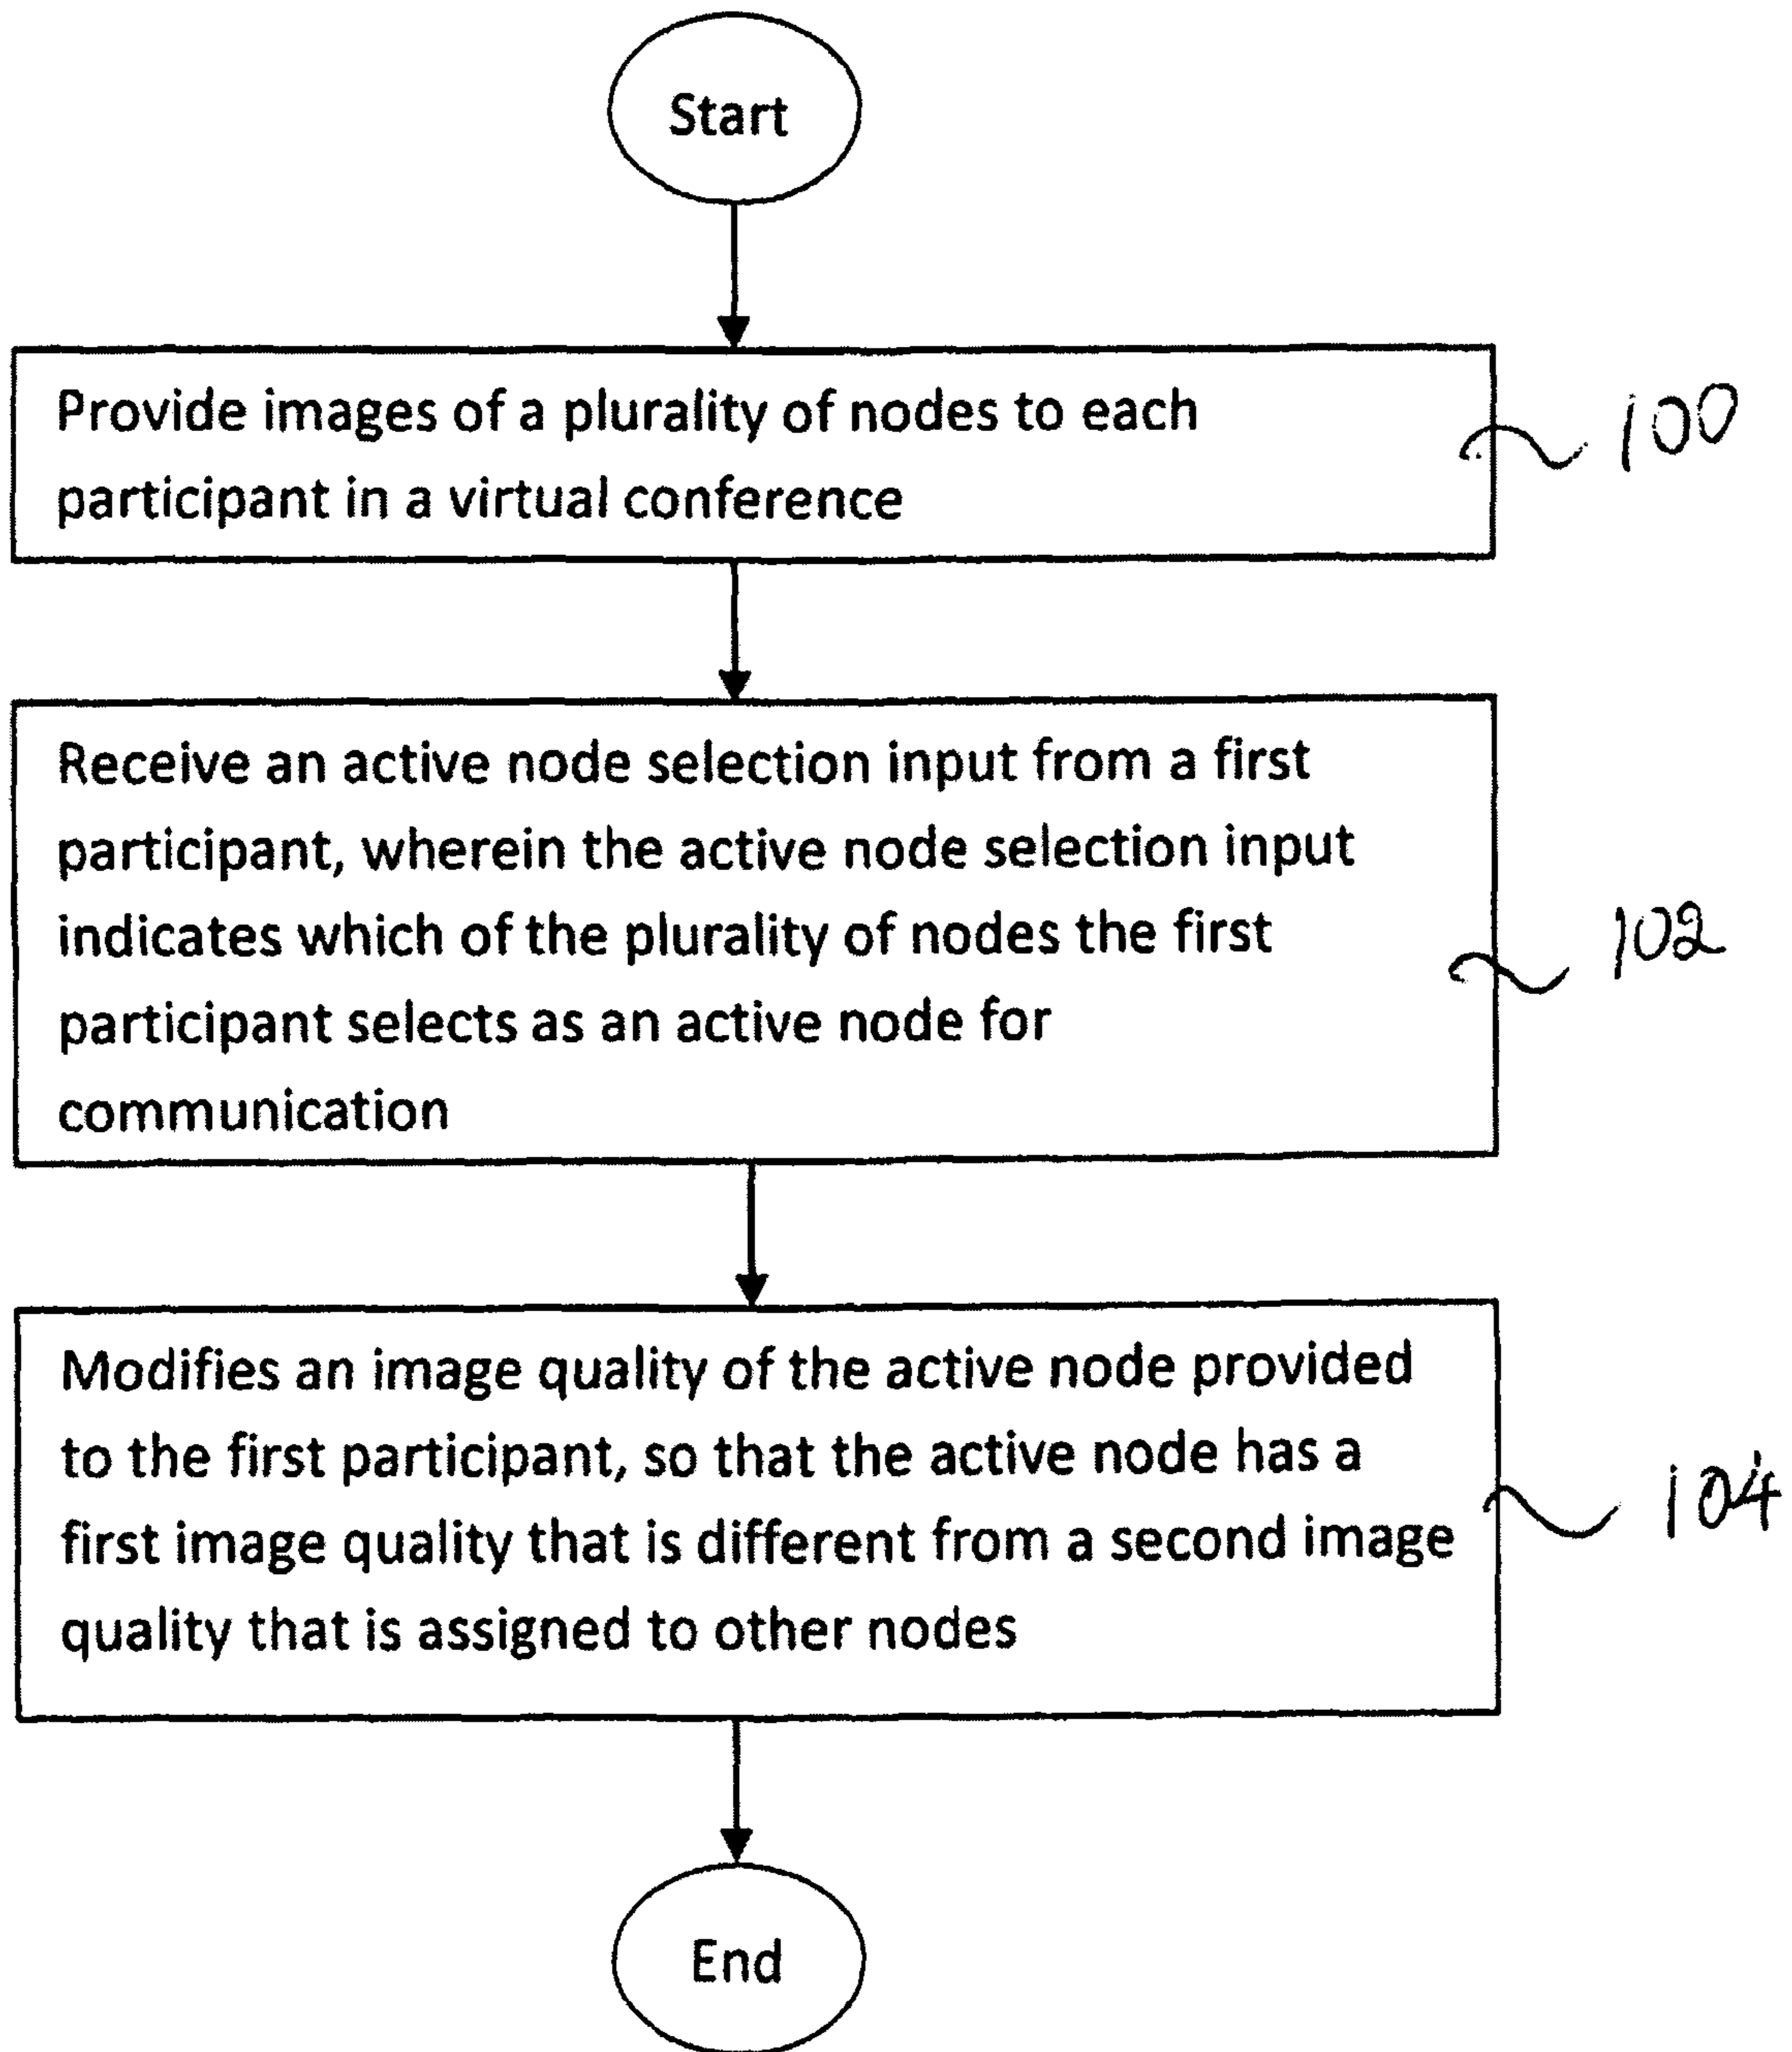 Start
Provide images of a plurality of nodes to each
participant in a virtual conference
100
Receive an active node selection input from a first
participant, wherein the active node selection input
indicates which of the plurality of nodes the first
participant selects as an active node for
communication
102
Modifies an image quality of the active node provided
to the first participant, so that the active node has a
first image quality that is different from a second image
quality that is assigned to other nodes
104
End